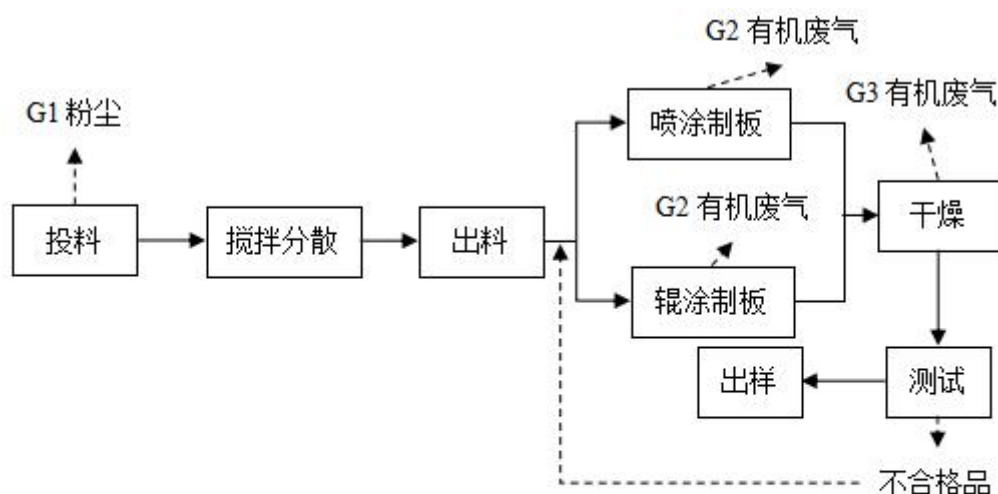 G2 有机废气
G3 有机废气
G1 粉尘
喷涂制板
G2 有机废气
投料
搅拌分散
出料
干燥
辊涂制板
出样
测试
不合格品